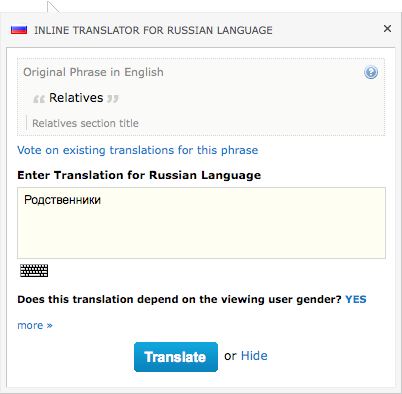 INLINE TRANSLATOR FOR RUSSIAN LANGUAGE
Original Phrase in English
“ Relatives ”
Relatives section title
Vote on existing translations for this phrase
Enter Translation for Russian Language
Родственники
Does this translation depend on the viewing user gender? YES
more »
Translate or Hide